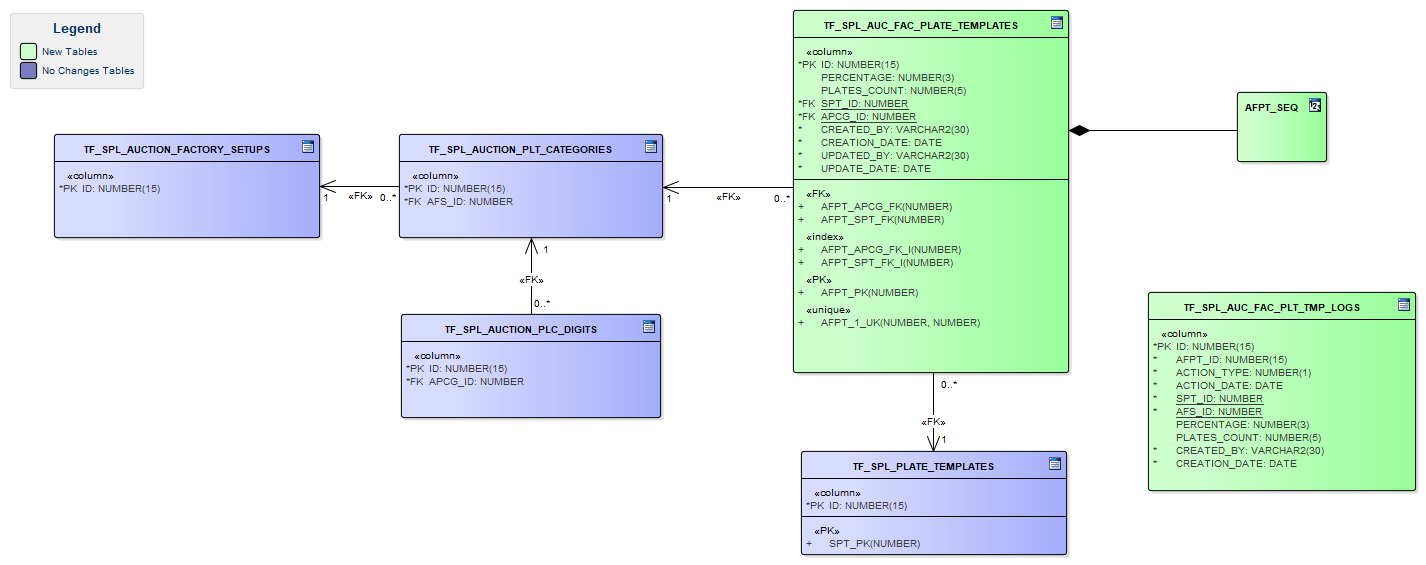 Legend
New Tables
No Changes Tables
TF_SPL_AUCTION_FACTORY_SETUPS
«column»
*PK ID: NUMBER(15)
1
«FK»
0..*
TF_SPL_AUCTION_PLT_CATEGORIES
«column»
*PK ID: NUMBER(15)
*FK AFS_ID: NUMBER
1
«FK»
0..*
1
«FK»
0..*
TF_SPL_AUCTION_PLC_DIGITS
«column»
*PK ID: NUMBER(15)
*FK APCG_ID: NUMBER
TF_SPL_AUC_FAC_PLATE_TEMPLATES
«column»
*PK ID: NUMBER(15)
PERCENTAGE: NUMBER(3)
PLATES_COUNT: NUMBER(5)
*FK SPT_ID: NUMBER
*FK APCG_ID: NUMBER
* CREATED_BY: VARCHAR2(30)
* CREATION_DATE: DATE
* UPDATED_BY: VARCHAR2(30)
* UPDATE_DATE: DATE
«FK»
+ AFPT_APCG_FK(NUMBER)
+ AFPT_SPT_FK(NUMBER)
«index»
+ AFPT_APCG_FK_I(NUMBER)
+ AFPT_SPT_FK_I(NUMBER)
«PK»
+ AFPT_PK(NUMBER)
«unique»
+ AFPT_1_UK(NUMBER, NUMBER)
0..*
«FK»
1
TF_SPL_PLATE_TEMPLATES
«column»
*PK ID: NUMBER(15)
«PK»
+ SPT_PK(NUMBER)
AFPT_SEQ
TF_SPL_AUC_FAC_PLT_TMP_LOGS
«column»
*PK ID: NUMBER(15)
* AFPT_ID: NUMBER(15)
* ACTION_TYPE: NUMBER(1)
* ACTION_DATE: DATE
* SPT_ID: NUMBER
* AFS_ID: NUMBER
PERCENTAGE: NUMBER(3)
PLATES_COUNT: NUMBER(5)
* CREATED_BY: VARCHAR2(30)
* CREATION_DATE: DATE